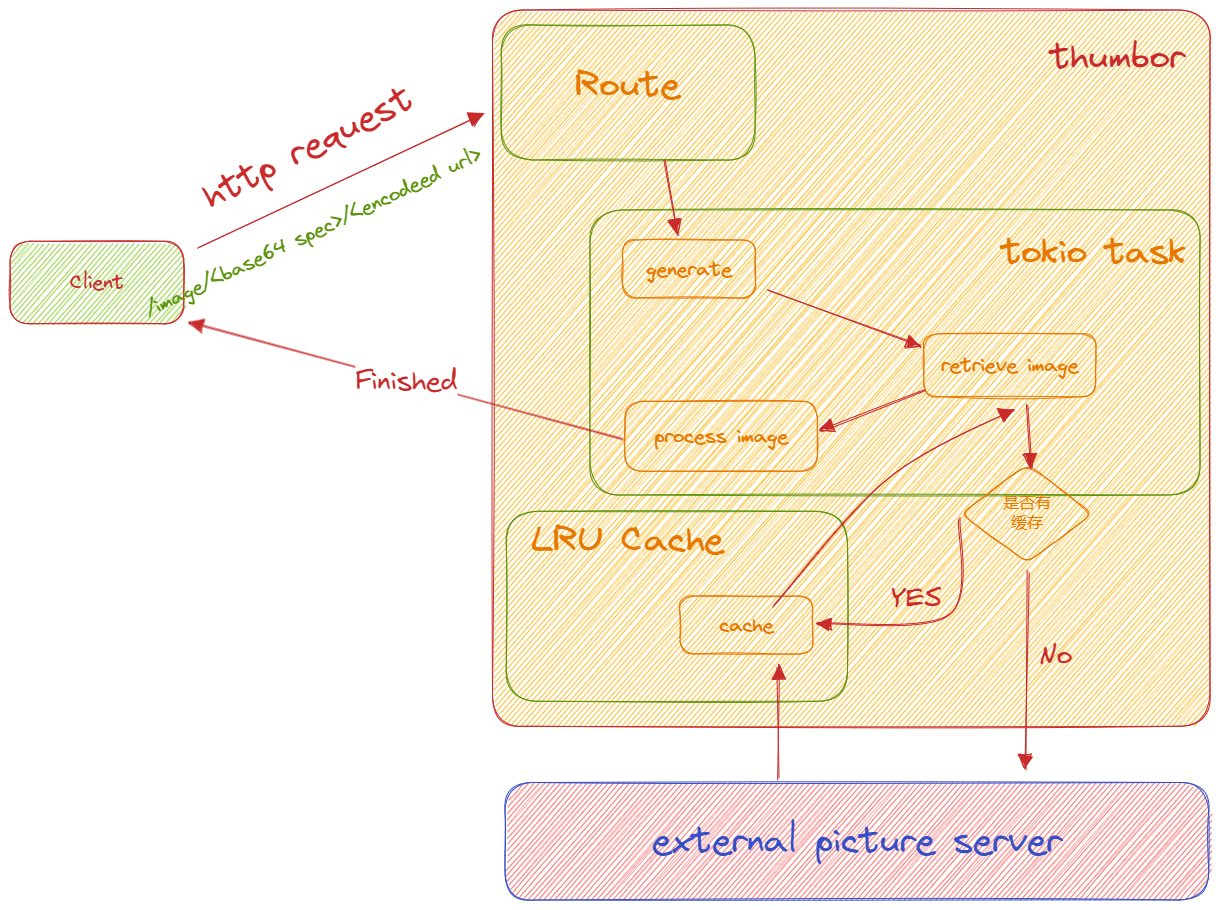 thumbor
Route
http request
/image/<base64 spec>/<encodeed url>
tokio task
generate
Client
retrieve image
Finished
process image
是否有
缓存
LRU Cache
YES
cache
No
external picture server